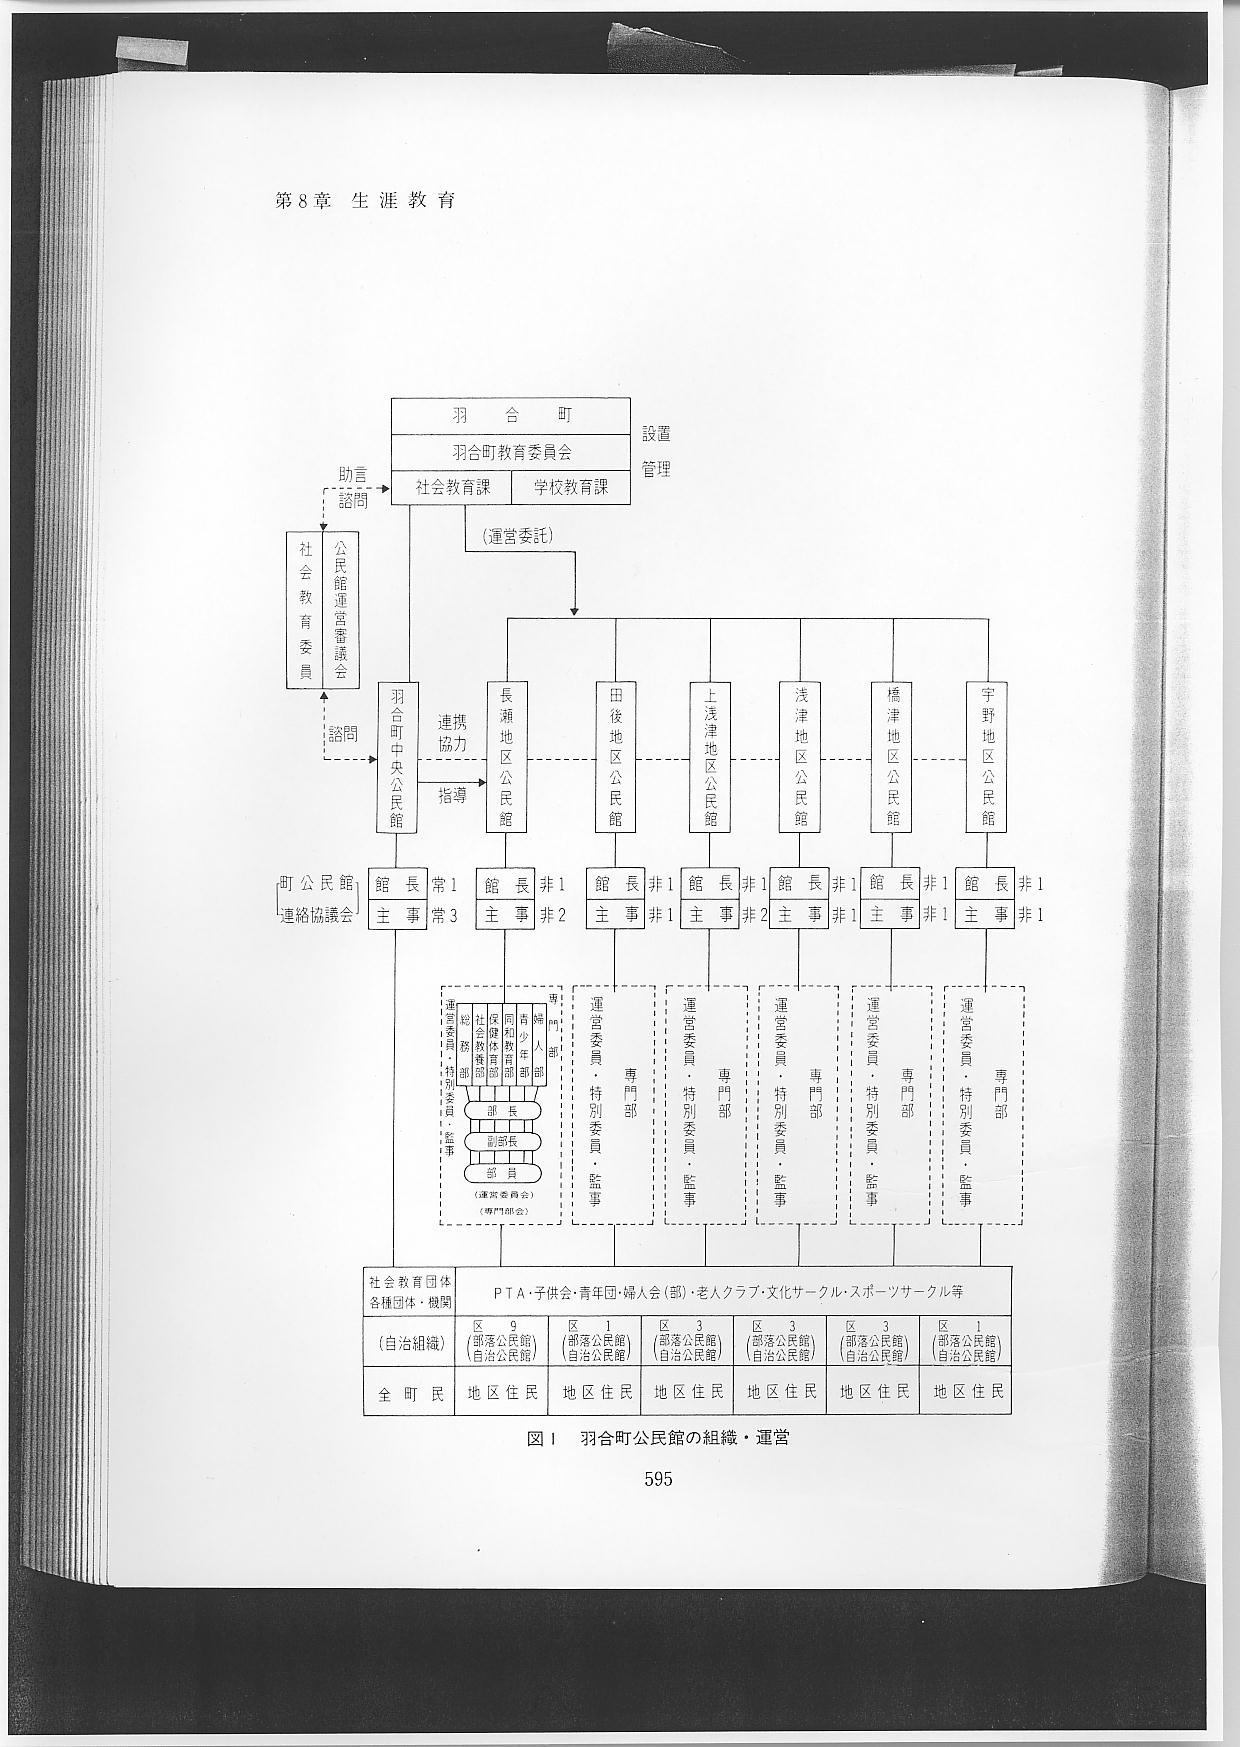 第8章 生涯教育
羽合町
設置
羽合町教育委員会
管理
社会教育課 学校教育課
助言
諮問
(運営委託)
社会教育委員
公民館運営審議会
諮問
羽合町中央公民館
連携
協力
指導
長瀬地区公民館
田後地区公民館
上浅津地区公民館
浅津地区公民館
橋津地区公民館
宇野地区公民館
町公民館 館長 常1 館長 非1 館長 非1 館長 非1 館長 非1 館長 非1 館長 非1
連絡協議会 主事 常3 主事 非2 主事 非1 主事 非2 主事 非1 主事 非1 主事 非1
運営委員・特別委員・監事
総務部
社会教養部
保健体育部
同和教育部
青少年部
婦人部
専門部
部長
副部長
部員
(運営委員会)
(専門部会)
運営委員・特別委員・監事
専門部
運営委員・特別委員・監事
専門部
運営委員・特別委員・監事
専門部
運営委員・特別委員・監事
専門部
運営委員・特別委員・監事
専門部
社会教育団体
各種団体・機関
PTA・子供会・青年団・婦人会(部)・老人クラブ・文化サークル・スポーツサークル等
(自治組織)
区 9 区 1 区 3 区 3 区 3 区 1
(部落公民館 (部落公民館 (部落公民館 (部落公民館 (部落公民館 (部落公民館
自治公民館) 自治公民館) 自治公民館) 自治公民館) 自治公民館) 自治公民館)
全町民 地区住民 地区住民 地区住民 地区住民 地区住民 地区住民
図1 羽合町公民館の組織・運営
595